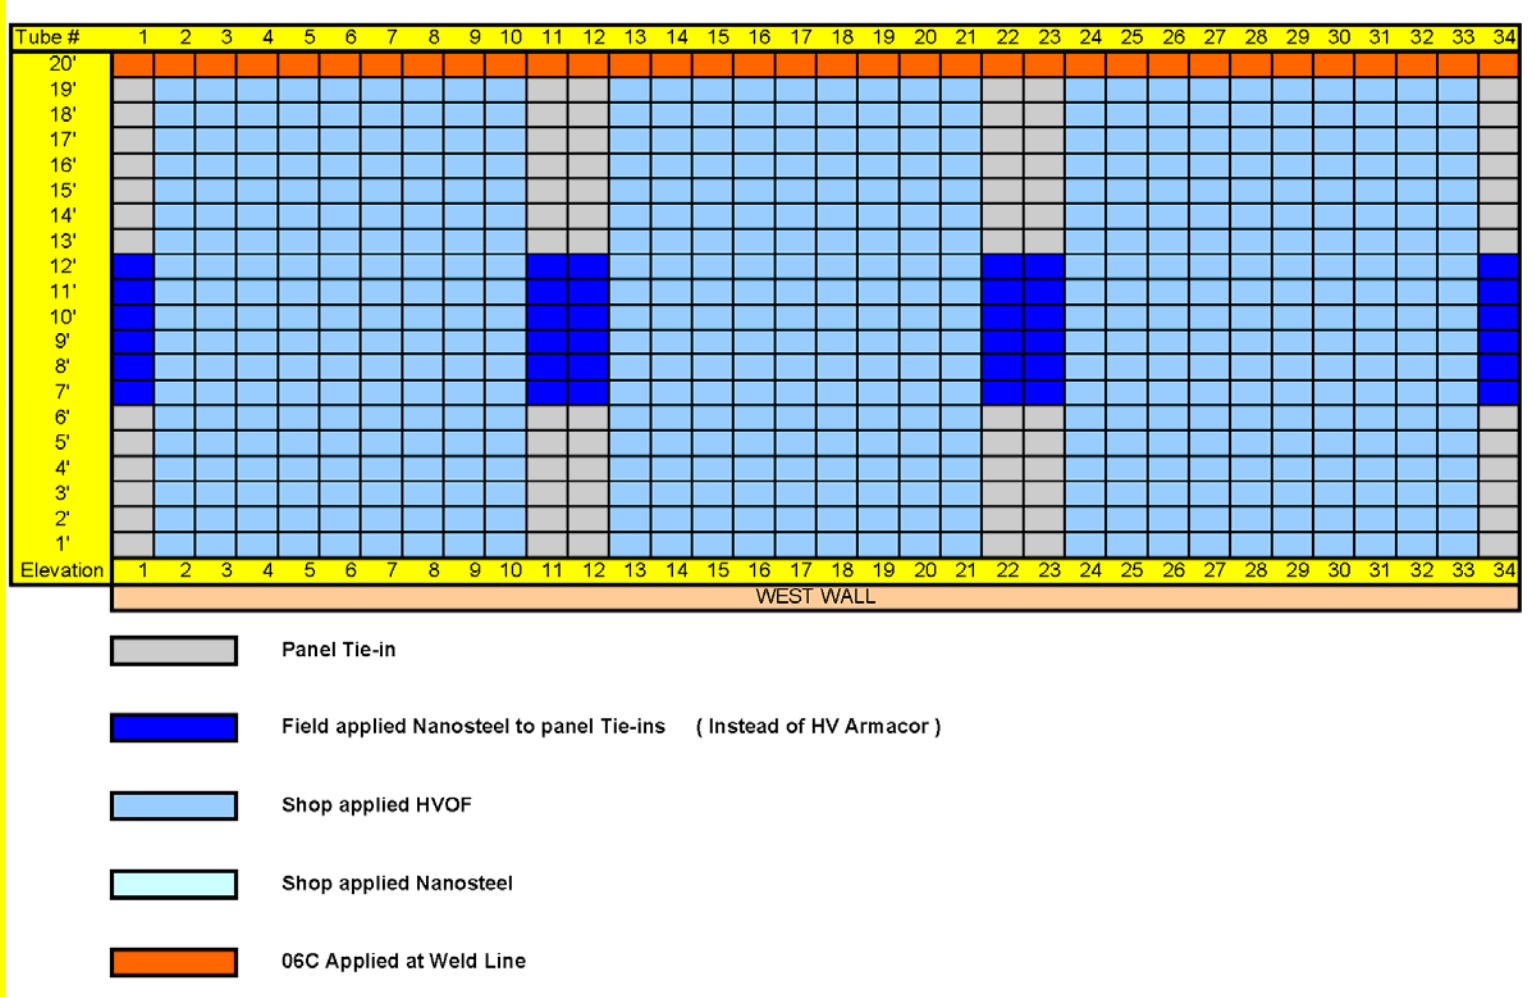 Tube # 1 2 3 4 5 6 7 8 9 10 11 12 13 14 15 16 17 18 19 20 21 22 23 24 25 26 27 28 29 30 31 32 33 34
20'
19'
18'
17'
16'
15'
14'
13'
12'
11'
10'
9'
8'
7'
6'
5'
4'
3'
2'
1'
Elevation 1 2 3 4 5 6 7 8 9 10 11 12 13 14 15 16 17 18 19 20 21 22 23 24 25 26 27 28 29 30 31 32 33 34
WEST WALL
Panel Tie-in
Field applied Nanosteel to panel Tie-ins ( Instead of HV Armacor )
Shop applied HVOF
Shop applied Nanosteel
06C Applied at Weld Line